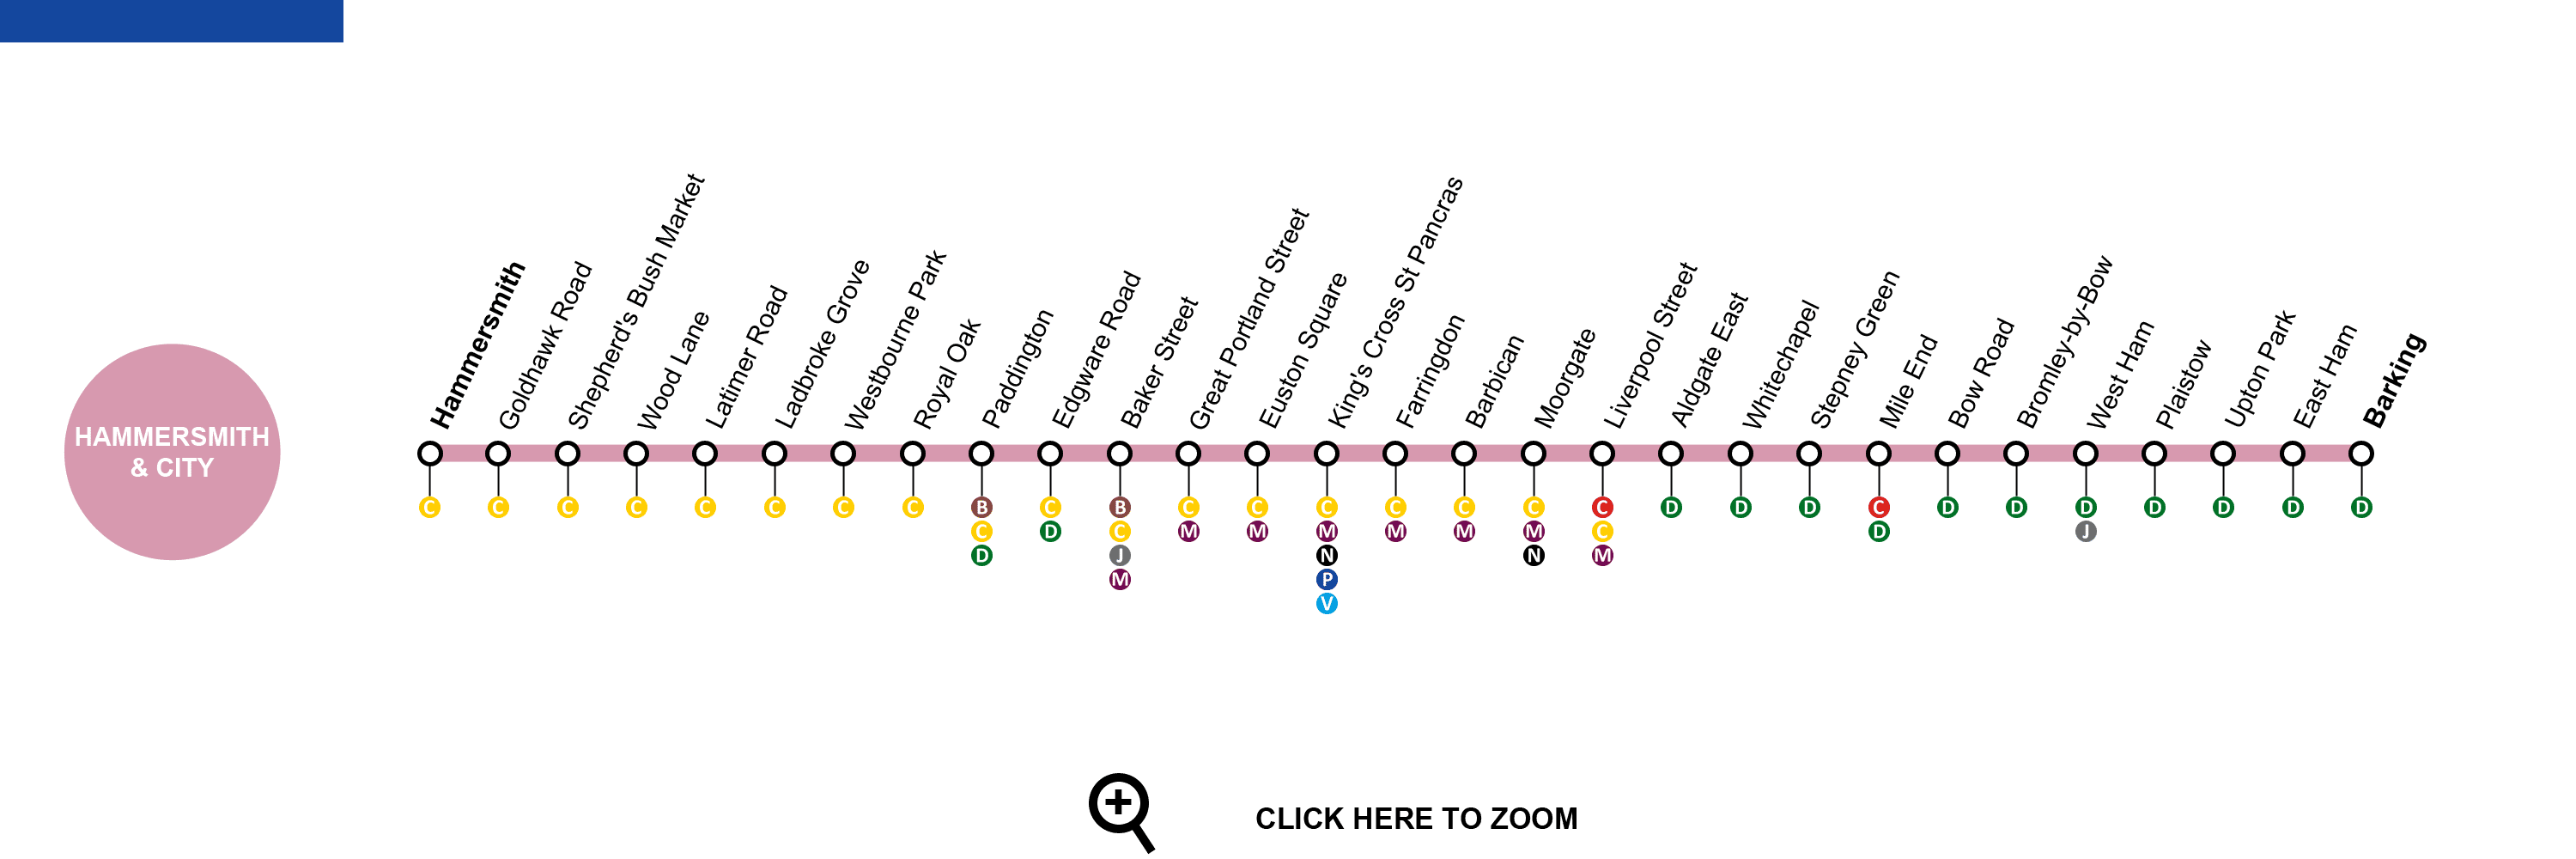 HAMMERSMITH
& CITY
Hammersmith
Goldhawk Road
Shepherd's Bush Market
Wood Lane
Latimer Road
Ladbroke Grove
Westbourne Park
Royal Oak
Paddington
Edgware Road
Baker Street
Great Portland Street
Euston Square
King's Cross St Pancras
Farringdon
Barbican
Moorgate
Liverpool Street
Aldgate East
Whitechapel
Stepney Green
Mile End
Bow Road
Bromley-by-Bow
West Ham
Plaistow
Upton Park
East Ham
Barking
C C C C C C C C B C B C C C C C C C D D D C D D D D D D D
C D C M M M M M M C D J
D J N N M
M P
V
CLICK HERE TO ZOOM